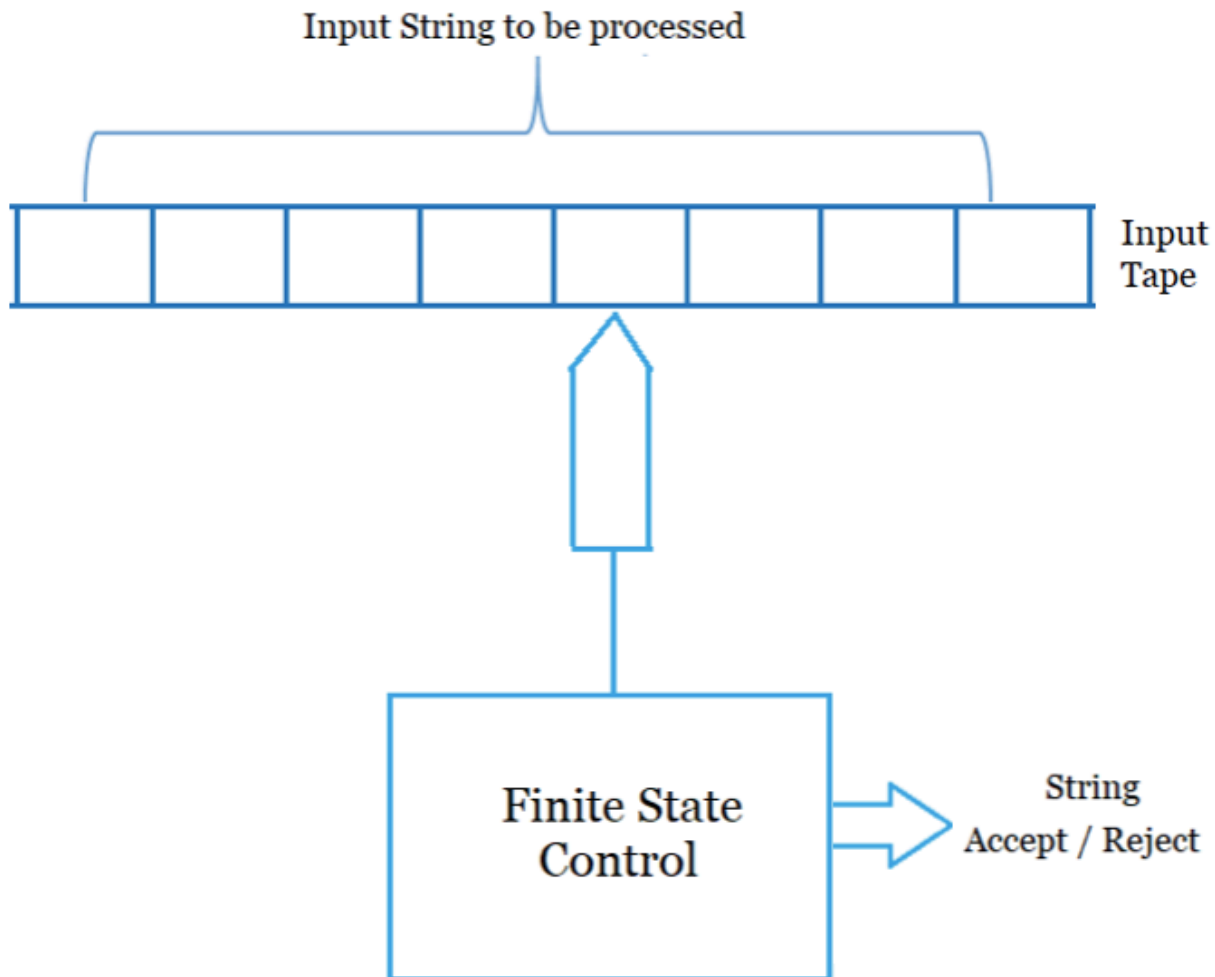 Input String to be processed
Input
Tape
Finite State
Control
String
Accept / Reject